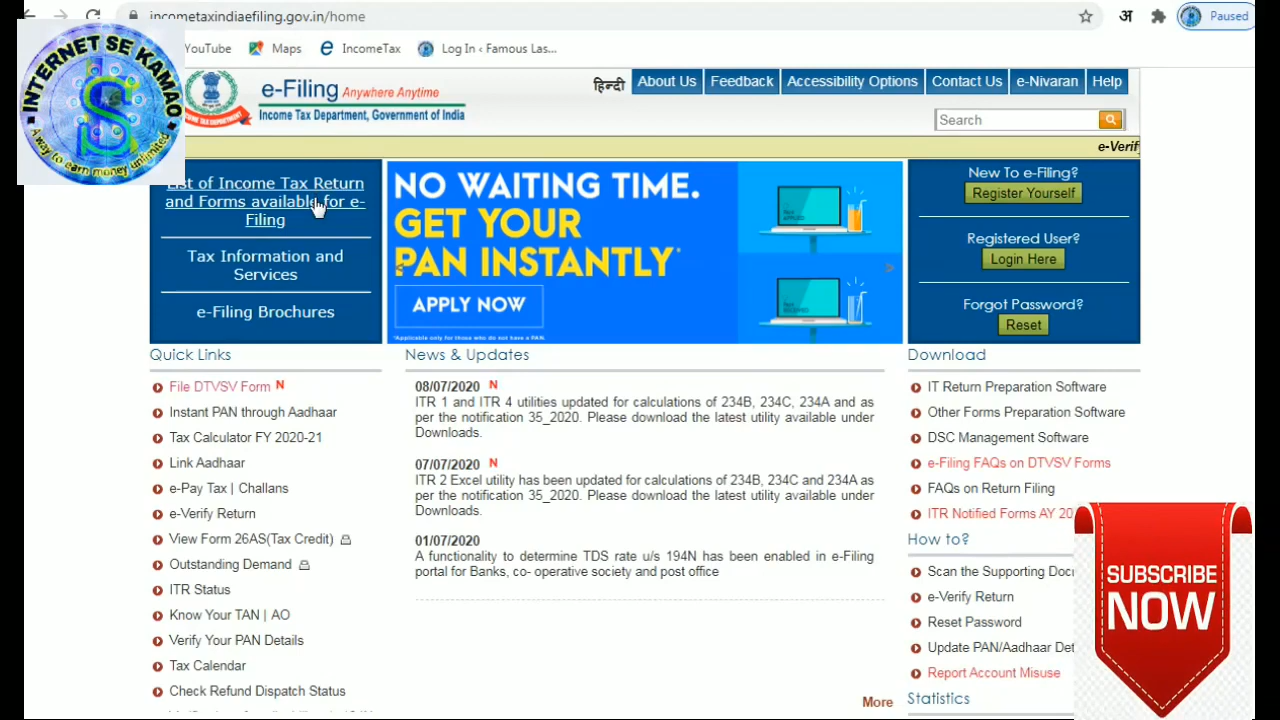 incometaxindiaefiling.gov.in/home
अ
Paused
YouTube
Maps
IncomeTax
Log In ‹ Famous Las...
INTERNET SE KAMAO
A way to earn money unlimited
e-Filing Anywhere Anytime
Income Tax Department, Government of India
हिन्दी
About Us
Feedback
Accessibility Options
Contact Us
e-Nivaran
Help
Search
e-Verify
List of Income Tax Return
and Forms available for e-
Filing
Tax Information and
Services
e-Filing Brochures
NO WAITING TIME.
GET YOUR
PAN INSTANTLY*
APPLY NOW
*Applicable only for those who do not have a PAN.
New To e-Filing?
Register Yourself
Registered User?
Login Here
Forgot Password?
Reset
Quick Links
File DTVSV Form N
Instant PAN through Aadhaar
Tax Calculator FY 2020-21
Link Aadhaar
e-Pay Tax | Challans
e-Verify Return
View Form 26AS(Tax Credit)
Outstanding Demand
ITR Status
Know Your TAN | AO
Verify Your PAN Details
Tax Calendar
Check Refund Dispatch Status
News & Updates
08/07/2020 N
ITR 1 and ITR 4 utilities updated for calculations of 234B, 234C, 234A and as
per the notification 35_2020. Please download the latest utility available under
Downloads.
07/07/2020 N
ITR 2 Excel utility has been updated for calculations of 234B, 234C and 234A as
per the notification 35_2020. Please download the latest utility available under
Downloads.
01/07/2020
A functionality to determine TDS rate u/s 194N has been enabled in e-Filing
portal for Banks, co- operative society and post office
More
Download
IT Return Preparation Software
Other Forms Preparation Software
DSC Management Software
e-Filing FAQs on DTVSV Forms
FAQs on Return Filing
ITR Notified Forms AY 20
How to?
Scan the Supporting Docu
e-Verify Return
Reset Password
Update PAN/Aadhaar Det
Report Account Misuse
Statistics
SUBSCRIBE
NOW